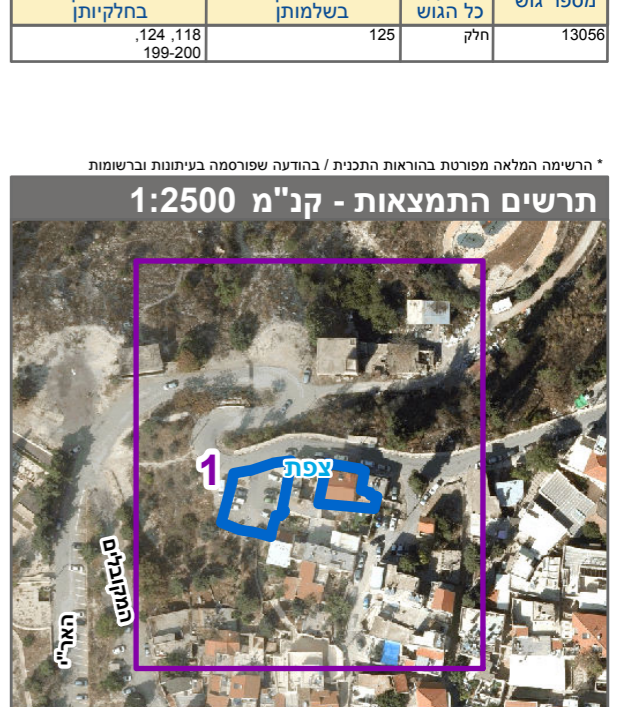 מספר גוש
כל הגוש
בשלמותן
בחלקיותן
13056 חלק 125 118, 124,
199-200
* הרשימה המלאה מפורטת בהוראות התכנית / בהודעה שפורסמה בעיתונות וברשומות
תרשים התמצאות - קנ"מ 1:2500
1
צפת
המקובלים